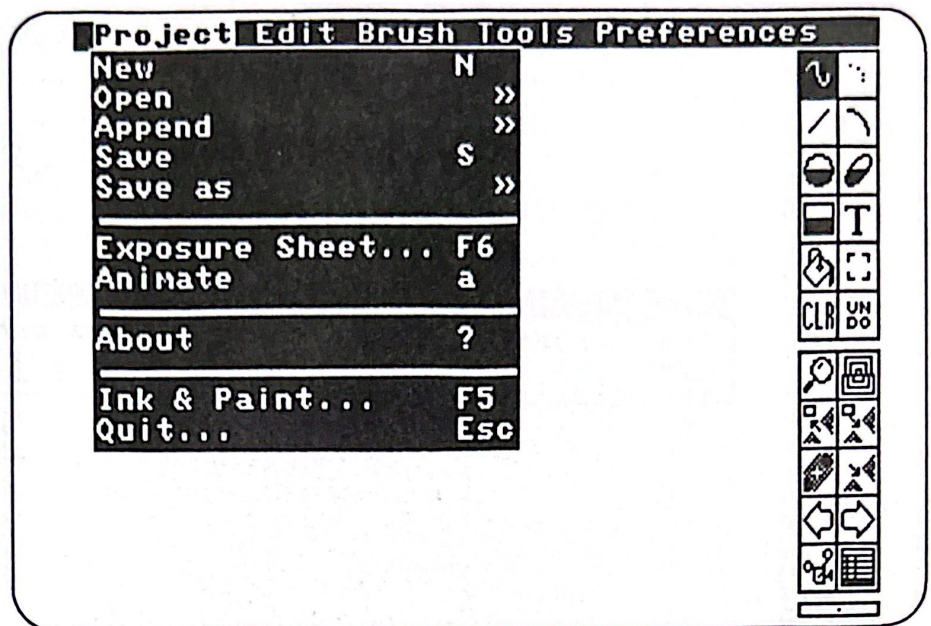 Project Edit Brush Tools Preferences
New N
Open »
Append »
Save S
Save as »
Exposure Sheet... F6
Animate a
About ?
Ink & Paint... F5
Quit... Esc
T
CLR UN
DO